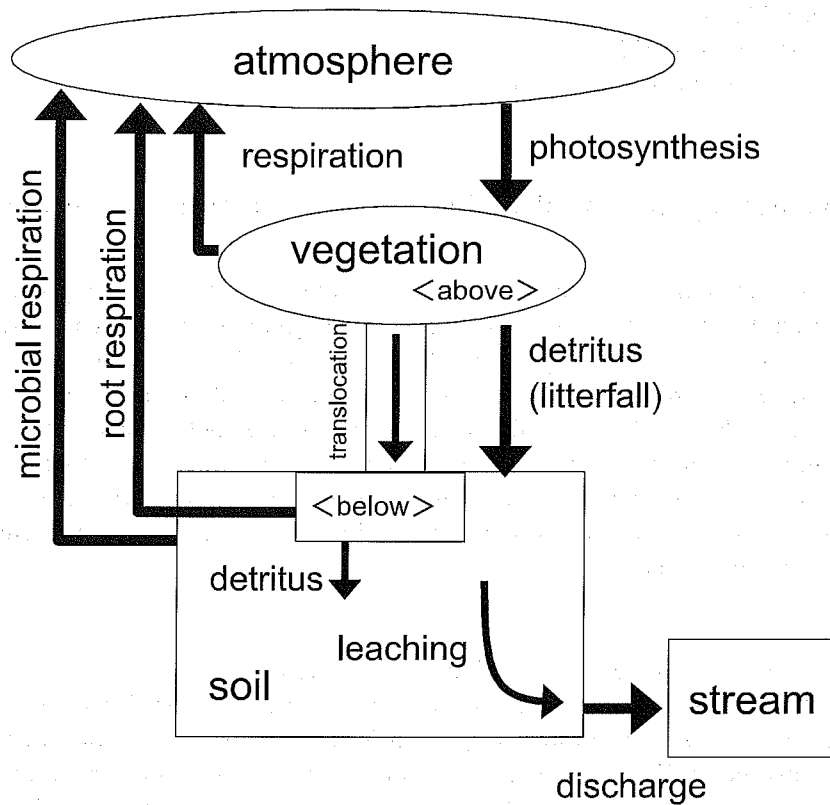 atmosphere
respiration
photosynthesis
microbial respiration
root respiration
vegetation
<above>
translocation
detritus
(litterfall)
<below>
detritus
leaching
soil
stream
discharge